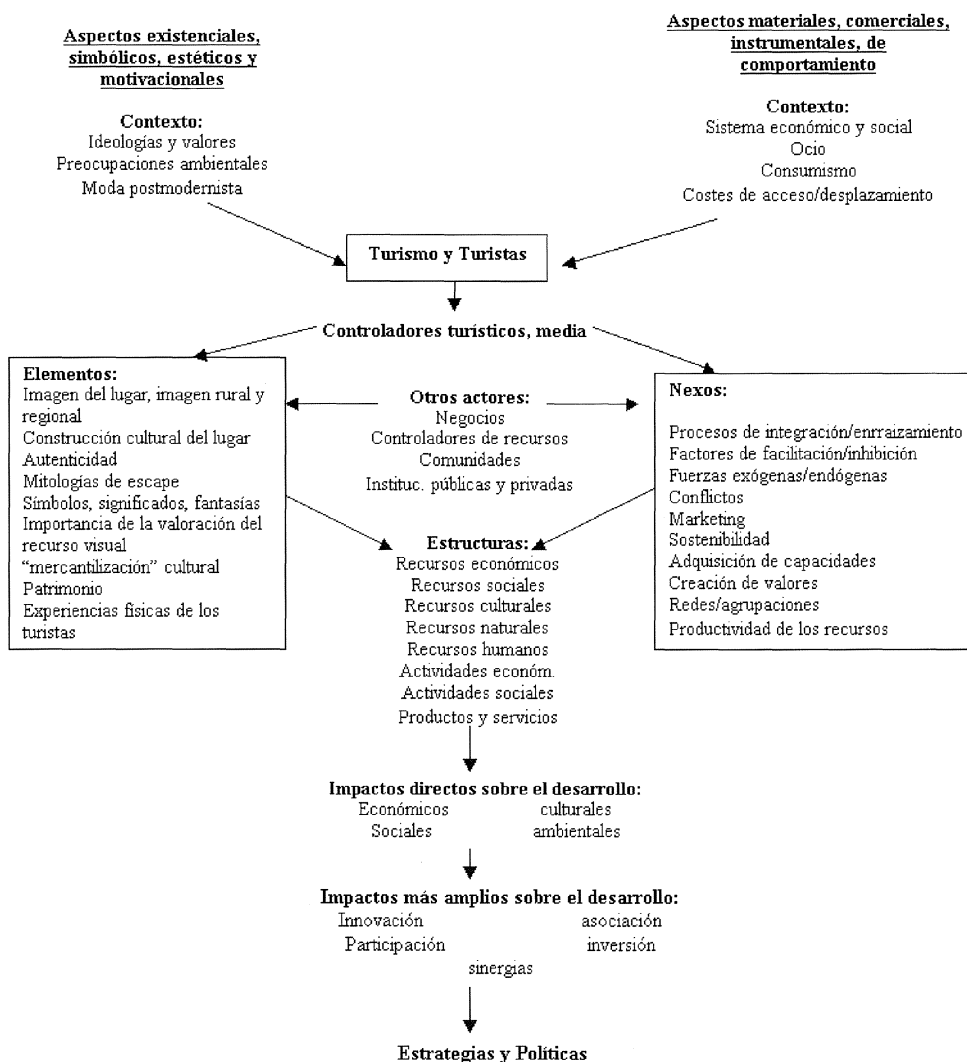 Aspectos existenciales,
simbólicos, estéticos y
motivacionales
Contexto:
Ideologías y valores
Preocupaciones ambientales
Moda postmodernista
Aspectos materiales, comerciales,
instrumentales, de
comportamiento
Contexto:
Sistema económico y social
Ocio
Consumismo
Costes de acceso/desplazamiento
Turismo y Turistas
Controladores turísticos, media
Elementos:
Imagen del lugar, imagen rural y
regional
Construcción cultural del lugar
Autenticidad
Mitologías de escape
Símbolos, significados, fantasías
Importancia de la valoración del
recurso visual
“mercantilización” cultural
Patrimonio
Experiencias físicas de los
turistas
Otros actores:
Negocios
Controladores de recursos
Comunidades
Instituc. públicas y privadas
Nexos:
Procesos de integración/enrraizamiento
Factores de facilitación/inhibición
Fuerzas exógenas/endógenas
Conflictos
Marketing
Sostenibilidad
Adquisición de capacidades
Creación de valores
Redes/agrupaciones
Productividad de los recursos
Estructuras:
Recursos económicos
Recursos sociales
Recursos culturales
Recursos naturales
Recursos humanos
Actividades económ.
Actividades sociales
Productos y servicios
Impactos directos sobre el desarrollo:
Económicos culturales
Sociales ambientales
Impactos más amplios sobre el desarrollo:
Innovación asociación
Participación inversión
sinergias
Estrategias y Políticas